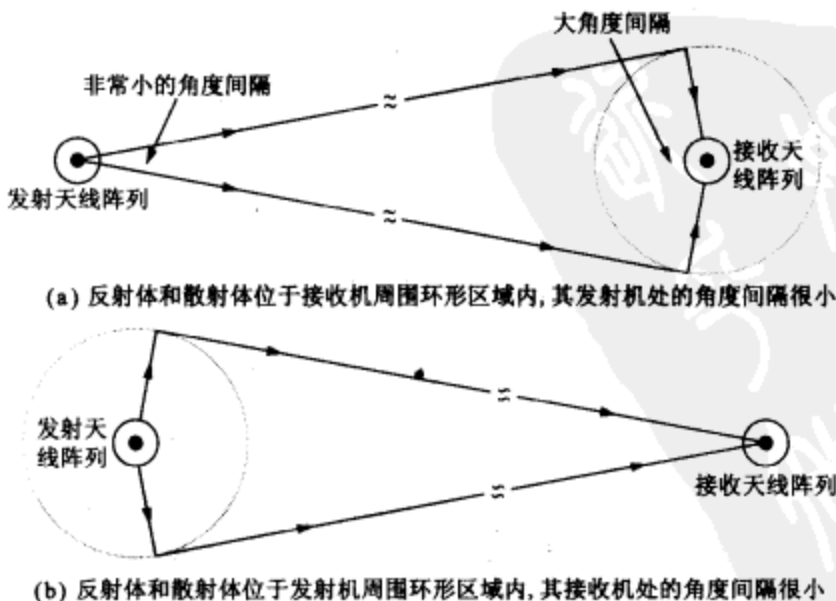 大角度间隔
非常小的角度间隔
接收天
线阵列
发射天线阵列
(a) 反射体和散射体位于接收机周围环形区域内,其发射机处的角度间隔很小
发射天
线阵列
接收天线阵列
(b) 反射体和散射体位于发射机周围环形区域内,其接收机处的角度间隔很小